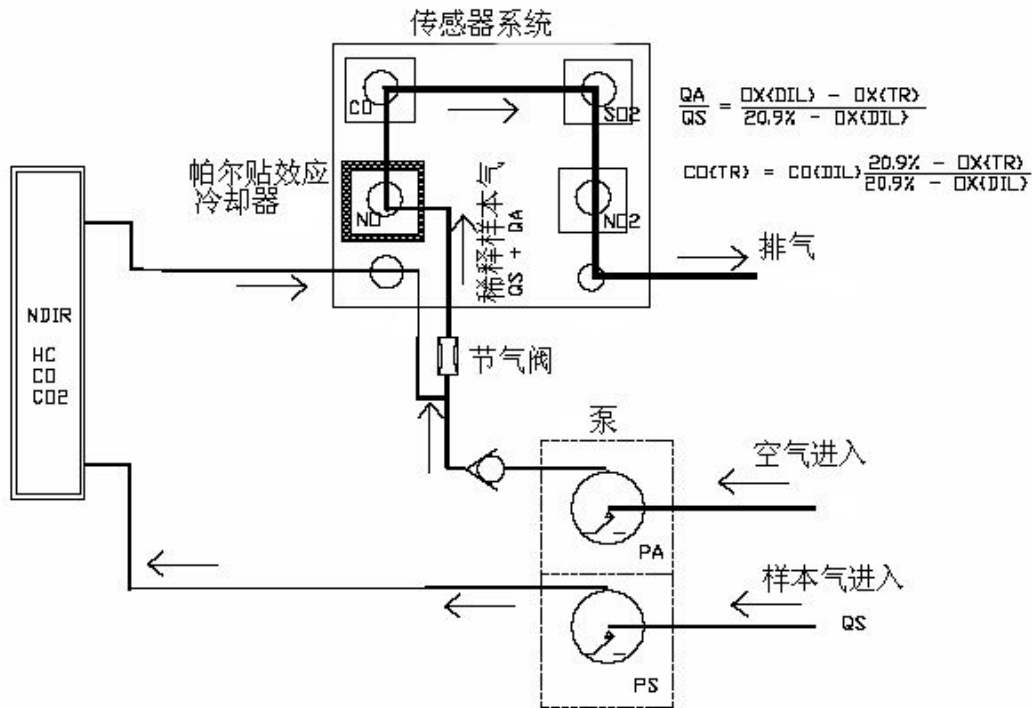 传感器系统
CO
SO2
QA/QS = OX(DIL) - OX(TR)/20.9% - OX(DIL)
CO(TR) = CO(DIL) 20.9% - OX(TR)/20.9% - OX(DIL)
帕尔贴效应
冷却器
NO
稀释样本气
QS + QA
NO2
排气
NDIR
HC
CO
CO2
节气阀
泵
空气进入
PA
样本气进入
QS
PS